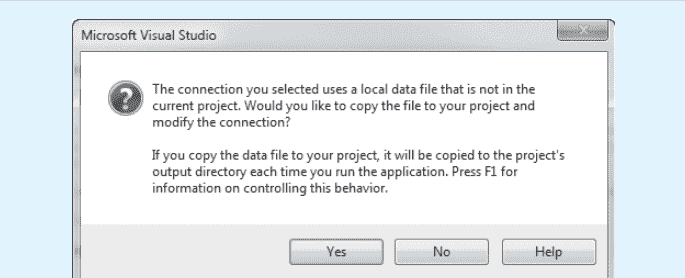 Microsoft Visual Studio
The connection you selected uses a local data file that is not in the
current project. Would you like to copy the file to your project and
modify the connection?
If you copy the data file to your project, it will be copied to the project's
output directory each time you run the application. Press F1 for
information on controlling this behavior.
Yes No Help